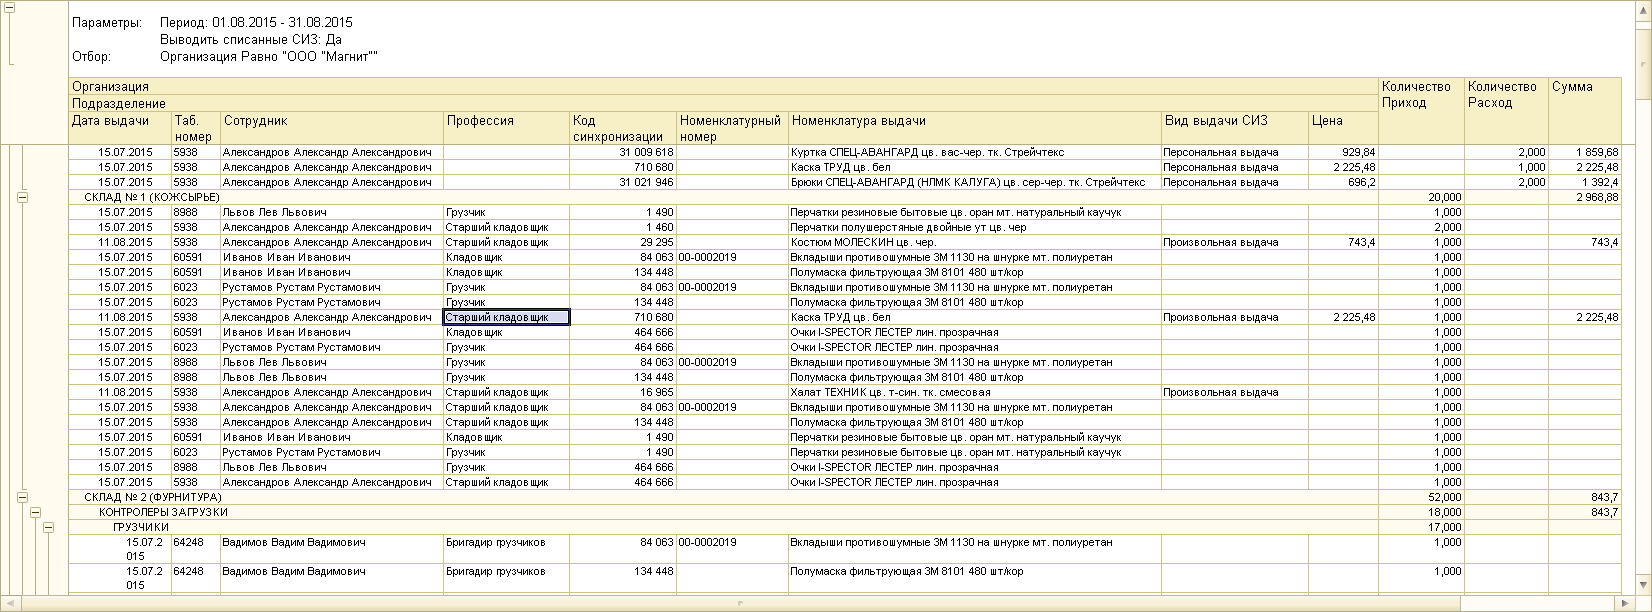 Параметры: Период: 01.08.2015 - 31.08.2015
Выводить списанные СИЗ: Да
Отбор: Организация Равно "ООО "Магнит""
Организация Количество Приход Количество Расход Сумма
Подразделение
Дата выдачи Таб. номер Сотрудник Профессия Код синхронизации Номенклатурный номер Номенклатура выдачи Вид выдачи СИЗ Цена
15.07.2015 5938 Александров Александр Александрович 31 009 618 Куртка СПЕЦ-АВАНГАРД цв. вас-чер. тк. Стрейчтекс Персональная выдача 929,84 2,000 1 859,68
15.07.2015 5938 Александров Александр Александрович 710 680 Каска ТРУД цв. бел Персональная выдача 2 225,48 1,000 2 225,48
15.07.2015 5938 Александров Александр Александрович 31 021 946 Брюки СПЕЦ-АВАНГАРД (НЛМК КАЛУГА) цв. сер-чер. тк. Стрейчтекс Персональная выдача 696,2 2,000 1 392,4
СКЛАД № 1 (КОЖСЫРЬЕ) 20,000 2 968,88
15.07.2015 8988 Львов Лев Львович Грузчик 1 490 Перчатки резиновые бытовые цв. оран мт. натуральный каучук 1,000
15.07.2015 5938 Александров Александр Александрович Старший кладовщик 1 460 Перчатки полушерстяные двойные ут цв. чер 2,000
11.08.2015 5938 Александров Александр Александрович Старший кладовщик 29 295 Костюм МОЛЕСКИН цв. чер. Произвольная выдача 743,4 1,000 743,4
15.07.2015 60591 Иванов Иван Иванович Кладовщик 84 063 00-0002019 Вкладыши противошумные 3М 1130 на шнурке мт. полиуретан 1,000
15.07.2015 60591 Иванов Иван Иванович Кладовщик 134 448 Полумаска фильтрующая 3М 8101 480 шт/кор 1,000
15.07.2015 6023 Рустамов Рустам Рустамович Грузчик 84 063 00-0002019 Вкладыши противошумные 3М 1130 на шнурке мт. полиуретан 1,000
15.07.2015 6023 Рустамов Рустам Рустамович Грузчик 134 448 Полумаска фильтрующая 3М 8101 480 шт/кор 1,000
11.08.2015 5938 Александров Александр Александрович Старший кладовщик 710 680 Каска ТРУД цв. бел Произвольная выдача 2 225,48 1,000 2 225,48
15.07.2015 60591 Иванов Иван Иванович Кладовщик 464 666 Очки I-SPECTOR ЛЕСТЕР лин. прозрачная 1,000
15.07.2015 6023 Рустамов Рустам Рустамович Грузчик 464 666 Очки I-SPECTOR ЛЕСТЕР лин. прозрачная 1,000
15.07.2015 8988 Львов Лев Львович Грузчик 84 063 00-0002019 Вкладыши противошумные 3М 1130 на шнурке мт. полиуретан 1,000
15.07.2015 8988 Львов Лев Львович Грузчик 134 448 Полумаска фильтрующая 3М 8101 480 шт/кор 1,000
11.08.2015 5938 Александров Александр Александрович Старший кладовщик 16 965 Халат ТЕХНИК цв. т-син. тк. смесовая Произвольная выдача 1,000
15.07.2015 5938 Александров Александр Александрович Старший кладовщик 84 063 00-0002019 Вкладыши противошумные 3М 1130 на шнурке мт. полиуретан 1,000
15.07.2015 5938 Александров Александр Александрович Старший кладовщик 134 448 Полумаска фильтрующая 3М 8101 480 шт/кор 1,000
15.07.2015 60591 Иванов Иван Иванович Кладовщик 1 490 Перчатки резиновые бытовые цв. оран мт. натуральный каучук 1,000
15.07.2015 6023 Рустамов Рустам Рустамович Грузчик 1 490 Перчатки резиновые бытовые цв. оран мт. натуральный каучук 1,000
15.07.2015 8988 Львов Лев Львович Грузчик 464 666 Очки I-SPECTOR ЛЕСТЕР лин. прозрачная 1,000
15.07.2015 5938 Александров Александр Александрович Старший кладовщик 464 666 Очки I-SPECTOR ЛЕСТЕР лин. прозрачная 1,000
СКЛАД № 2 (ФУРНИТУРА) 52,000 843,7
КОНТРОЛЕРЫ ЗАГРУЗКИ 18,000 843,7
ГРУЗЧИКИ 17,000
15.07.2015 64248 Вадимов Вадим Вадимович Бригадир грузчиков 84 063 00-0002019 Вкладыши противошумные 3М 1130 на шнурке мт. полиуретан 1,000
15.07.2015 64248 Вадимов Вадим Вадимович Бригадир грузчиков 134 448 Полумаска фильтрующая 3М 8101 480 шт/кор 1,000